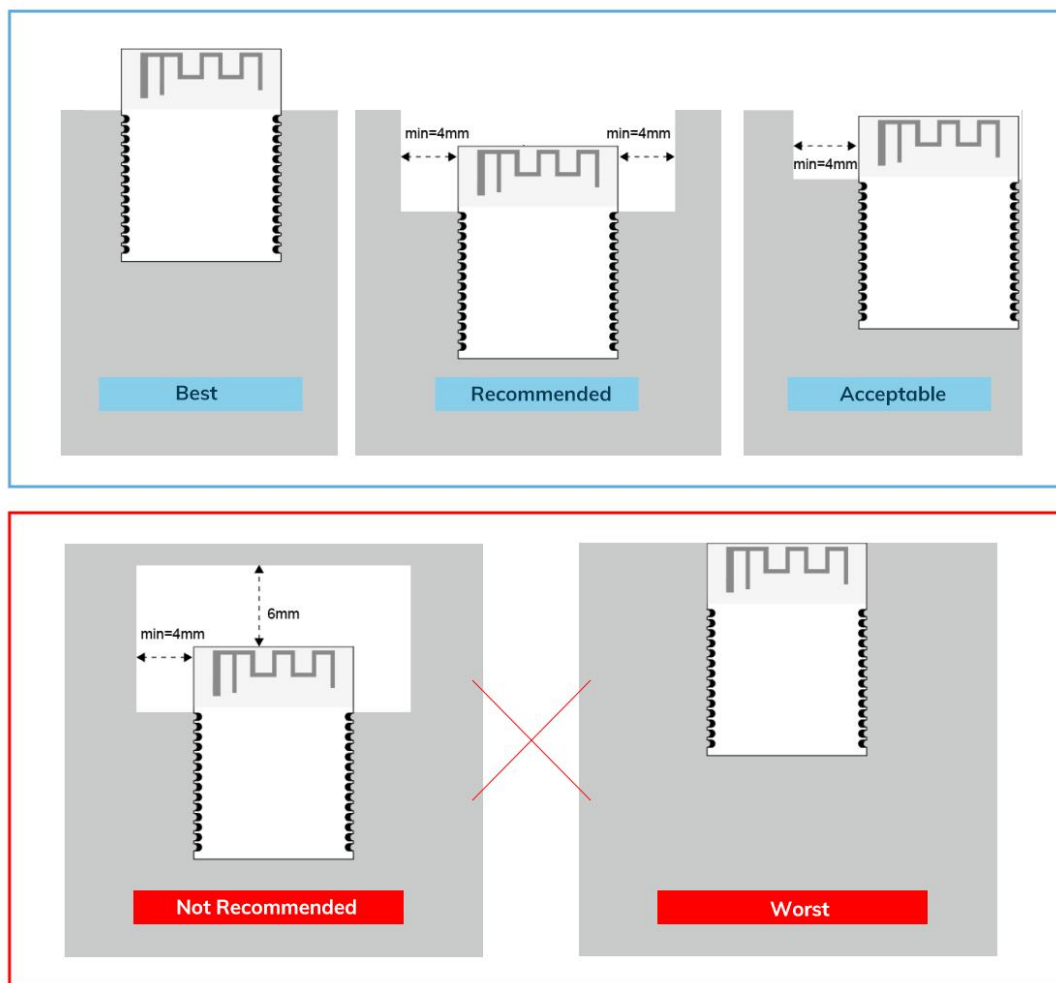 min=4mm
min=4mm
min=4mm
Best
Recommended
Acceptable
6mm
min=4mm
Not Recommended
Worst